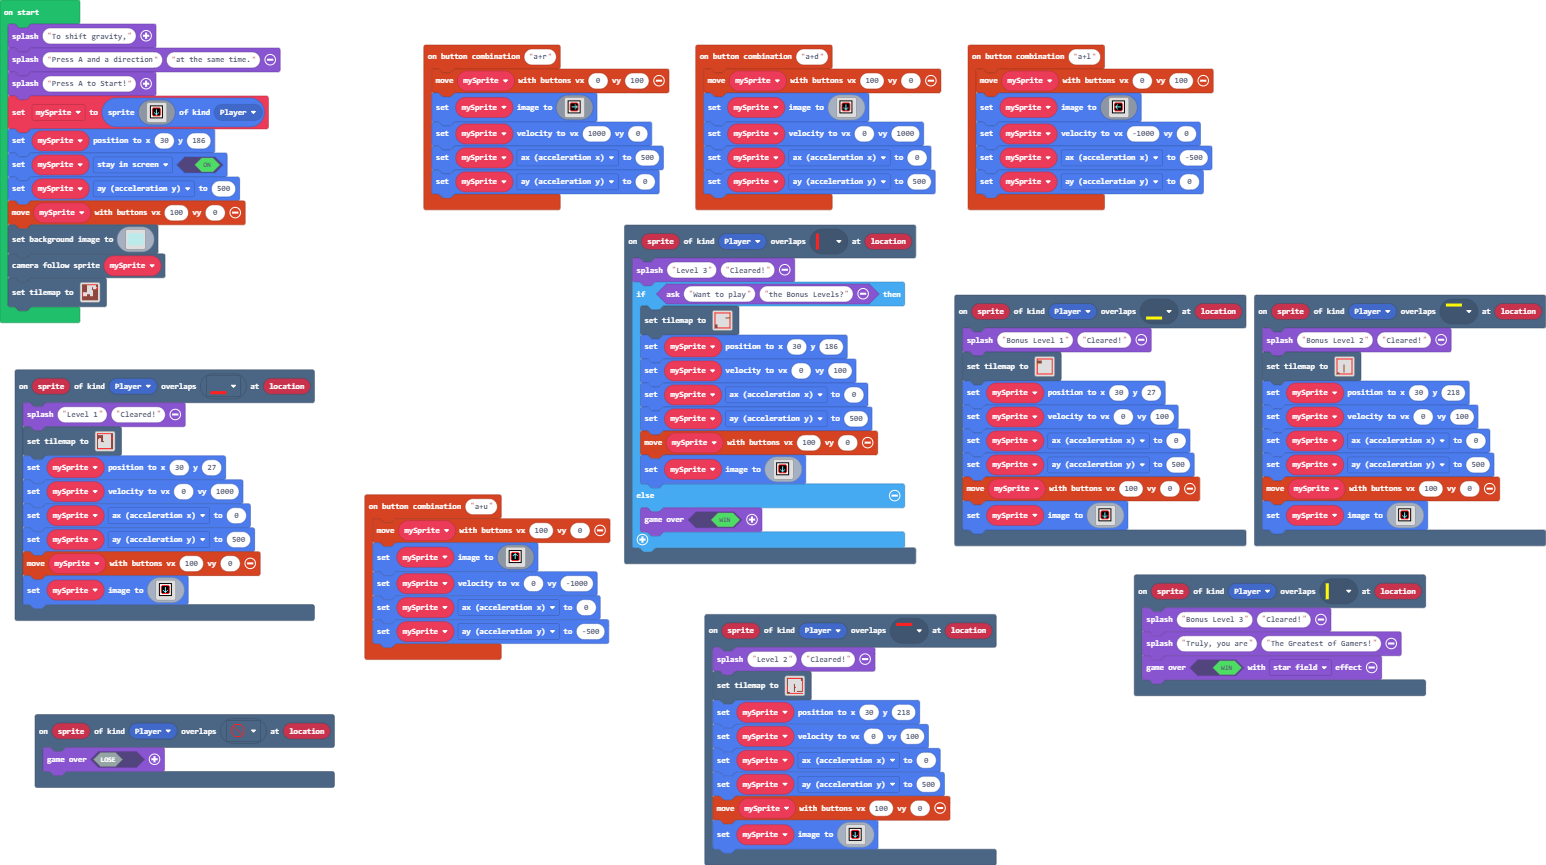 on start
splash "To shift gravity,"
splash "Press A and a direction" "at the same time."
splash "Press A to Start!"
set mySprite to sprite of kind Player
set mySprite position to x 30 y 186
set mySprite stay in screen ON
set mySprite ay (acceleration y) to 500
move mySprite with buttons vx 100 vy 0
set background image to
camera follow sprite mySprite
set tilemap to
on button combination "a+r"
move mySprite with buttons vx 0 vy 100
set mySprite image to
set mySprite velocity to vx 1000 vy 0
set mySprite ax (acceleration x) to 500
set mySprite ay (acceleration y) to 0
on button combination "a+d"
move mySprite with buttons vx 100 vy 0
set mySprite image to
set mySprite velocity to vx 0 vy 1000
set mySprite ax (acceleration x) to 0
set mySprite ay (acceleration y) to 500
on button combination "a+l"
move mySprite with buttons vx 0 vy 100
set mySprite image to
set mySprite velocity to vx -1000 vy 0
set mySprite ax (acceleration x) to -500
set mySprite ay (acceleration y) to 0
on sprite of kind Player overlaps at location
splash "Level 3" "Cleared!"
if ask "Want to play" "the Bonus Levels?" then
set tilemap to
set mySprite position to x 30 y 186
set mySprite velocity to vx 0 vy 100
set mySprite ax (acceleration x) to 0
set mySprite ay (acceleration y) to 500
move mySprite with buttons vx 100 vy 0
set mySprite image to
else
game over WIN
on sprite of kind Player overlaps at location
splash "Bonus Level 1" "Cleared!"
set tilemap to
set mySprite position to x 30 y 27
set mySprite velocity to vx 0 vy 100
set mySprite ax (acceleration x) to 0
set mySprite ay (acceleration y) to 500
move mySprite with buttons vx 100 vy 0
set mySprite image to
on sprite of kind Player overlaps at location
splash "Bonus Level 2" "Cleared!"
set tilemap to
set mySprite position to x 30 y 218
set mySprite velocity to vx 0 vy 100
set mySprite ax (acceleration x) to 0
set mySprite ay (acceleration y) to 500
move mySprite with buttons vx 100 vy 0
set mySprite image to
on sprite of kind Player overlaps at location
splash "Level 1" "Cleared!"
set tilemap to
set mySprite position to x 30 y 27
set mySprite velocity to vx 0 vy 1000
set mySprite ax (acceleration x) to 0
set mySprite ay (acceleration y) to 500
move mySprite with buttons vx 100 vy 0
set mySprite image to
on button combination "a+u"
move mySprite with buttons vx 100 vy 0
set mySprite image to
set mySprite velocity to vx 0 vy -1000
set mySprite ax (acceleration x) to 0
set mySprite ay (acceleration y) to -500
on sprite of kind Player overlaps at location
splash "Bonus Level 3" "Cleared!"
splash "Truly, you are" "The Greatest of Gamers!"
game over WIN with star field effect
on sprite of kind Player overlaps at location
splash "Level 2" "Cleared!"
set tilemap to
set mySprite position to x 30 y 218
set mySprite velocity to vx 0 vy 100
set mySprite ax (acceleration x) to 0
set mySprite ay (acceleration y) to 500
move mySprite with buttons vx 100 vy 0
set mySprite image to
on sprite of kind Player overlaps at location
game over LOSE